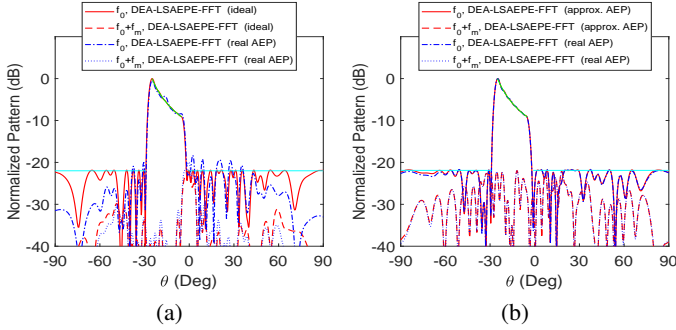 f0, DEA-LSAEPE-FFT (ideal)
f0+fm, DEA-LSAEPE-FFT (ideal)
f0, DEA-LSAEPE-FFT (real AEP)
f0+fm, DEA-LSAEPE-FFT (real AEP)
Normalized Pattern (dB)
0
-10
-20
-30
-40
-90 -60 -30 0 30 60 90
θ (Deg)
(a)
f0, DEA-LSAEPE-FFT (approx. AEP)
f0+fm, DEA-LSAEPE-FFT (approx. AEP)
f0, DEA-LSAEPE-FFT (real AEP)
f0+fm, DEA-LSAEPE-FFT (real AEP)
Normalized Pattern (dB)
0
-10
-20
-30
-40
-90 -60 -30 0 30 60 90
θ (Deg)
(b)